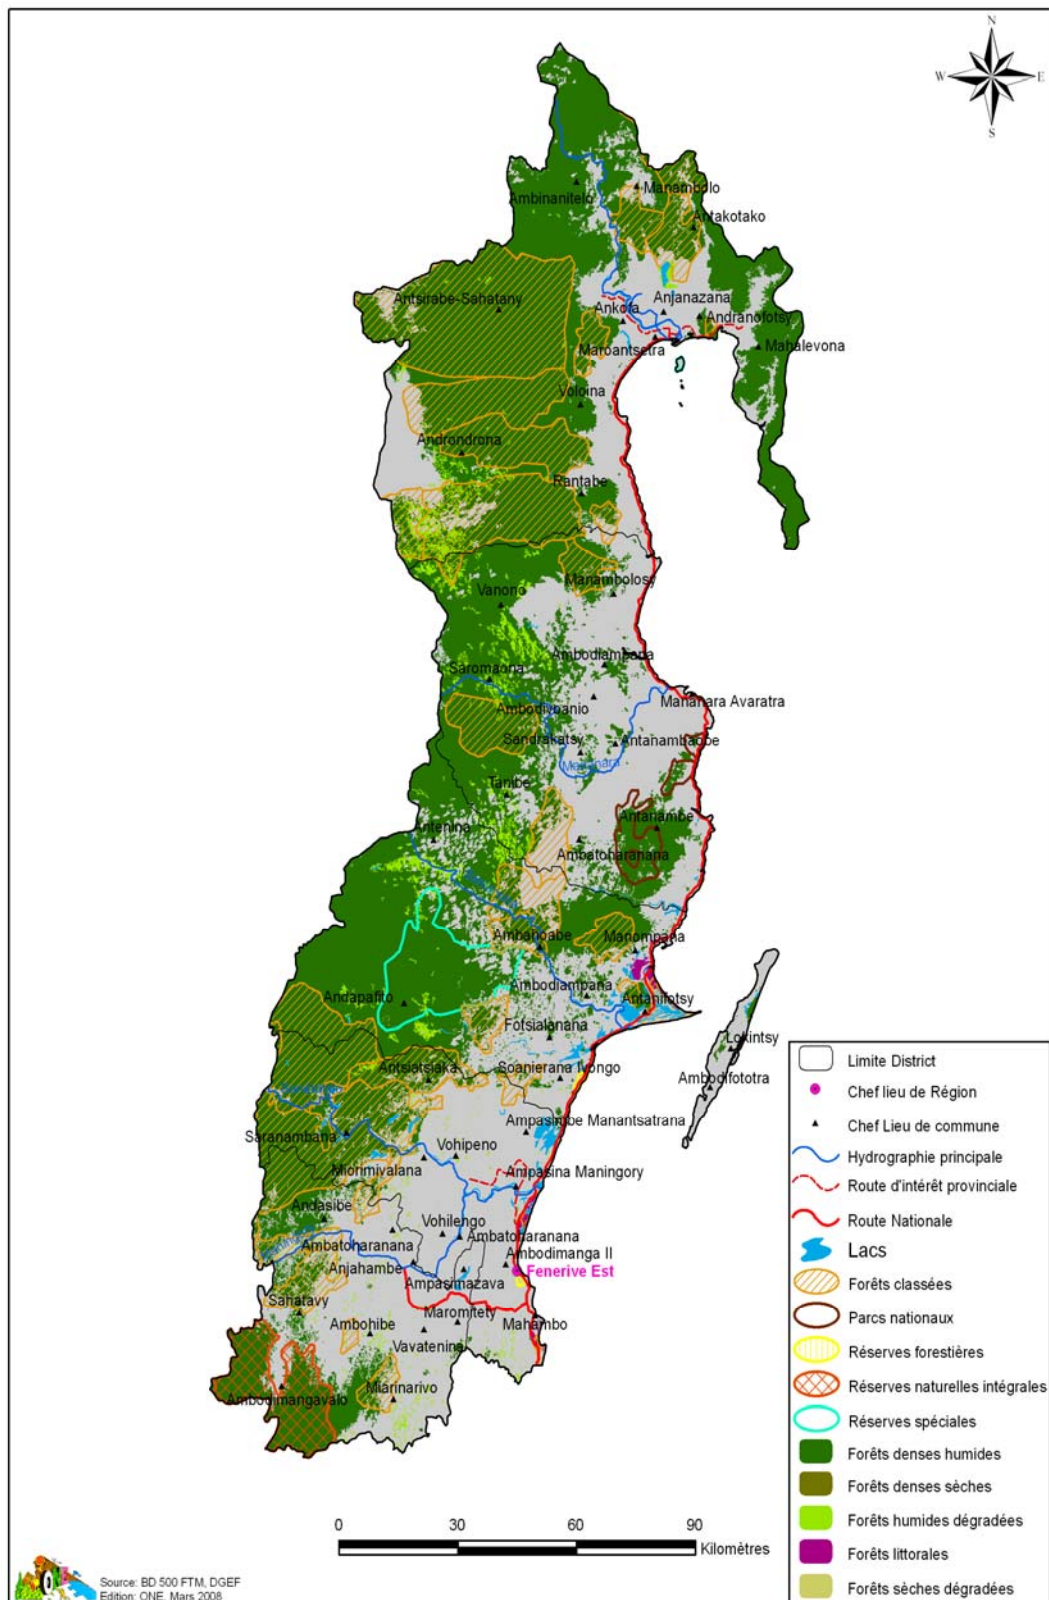 N
W
E
S
Ambinanitelo
Manambolo
Antakotako
Antsirabe-Sahatany
Anjanazana
Ankofa
Andranofotsy
Maroantsetra
Mahalevona
Voloina
Androndrona
Rantabe
Manambolosy
Vanono
Ambodiampana
Saromaona
Mananara Avaratra
Ambodivoanio
Sandrakatsy
Antanambaobe
Mananara
Tanibe
Antanambe
Antenina
Ambatoharanana
Ambahoabe
Manompana
Ambodiampana
Andapafito
Antanifotsy
Fotsialanana
Lokintsy
Antsiatsiaka
Soanierana Ivongo
Ambodifototra
Ampasimbe Manantsatrana
Saranambana
Vohipeno
Miorimivalana
Ampasina Maningory
Andasibe
Vohilengo
Ambatoharanana
Ambatoharanana
Anjahambe
Ambodimanga II
Fenerive Est
Ampasimazava
Sahatavy
Maromitety
Mahambo
Ambohibe
Vavatenina
Ambodimangavalo
Miarinarivo
Limite District
Chef lieu de Région
Chef Lieu de commune
Hydrographie principale
Route d'intérêt provinciale
Route Nationale
Lacs
Forêts classées
Parcs nationaux
Réserves forestières
Réserves naturelles intégrales
Réserves spéciales
Forêts denses humides
Forêts denses sèches
Forêts humides dégradées
Forêts littorales
Forêts sèches dégradées
0 30 60 90
Kilomètres
Source: BD 500 FTM, DGEF
Edition: ONE, Mars 2008